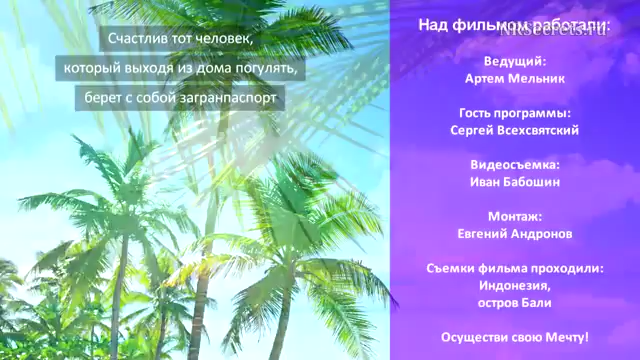 Счастлив тот человек,
который выходя из дома погулять,
берет с собой загранпаспорт
Над фильмом работали:
Ведущий:
Артем Мельник
Гость программы:
Сергей Всехсвятский
Видеосъемка:
Иван Бабошин
Монтаж:
Евгений Андронов
Съемки фильма проходили:
Индонезия,
остров Бали
Осуществи свою Мечту!